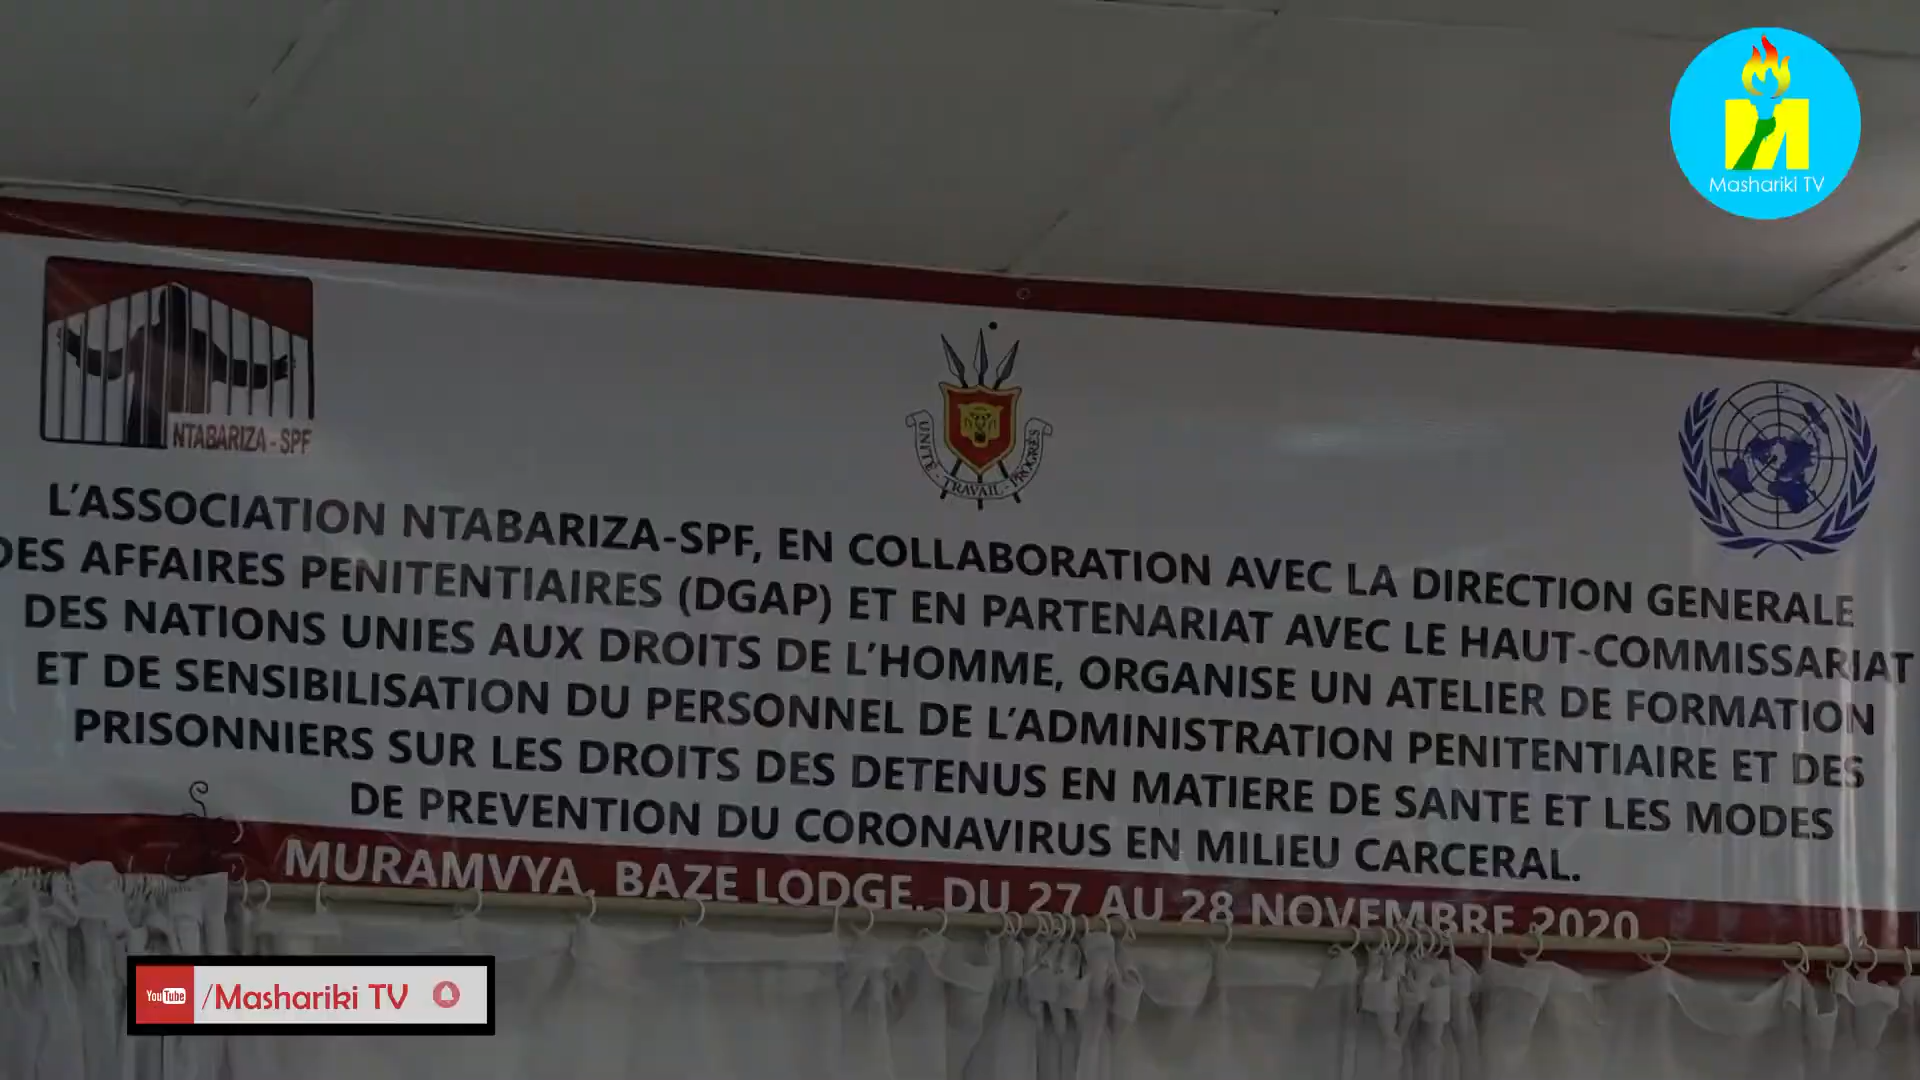 Mashariki TV
NTABARIZA - SPF
UNITÉ - TRAVAIL - PROGRÈS
L'ASSOCIATION NTABARIZA-SPF, EN COLLABORATION AVEC LA DIRECTION GENERALE
DES AFFAIRES PENITENTIAIRES (DGAP) ET EN PARTENARIAT AVEC LE HAUT-COMMISSARIAT
DES NATIONS UNIES AUX DROITS DE L'HOMME, ORGANISE UN ATELIER DE FORMATION
ET DE SENSIBILISATION DU PERSONNEL DE L'ADMINISTRATION PENITENTIAIRE ET DES
PRISONNIERS SUR LES DROITS DES DETENUS EN MATIERE DE SANTE ET LES MODES
DE PREVENTION DU CORONAVIRUS EN MILIEU CARCERAL.
MURAMVYA, BAZE LODGE, DU 27 AU 28 NOVEMBRE 2020
YouTube /Mashariki TV